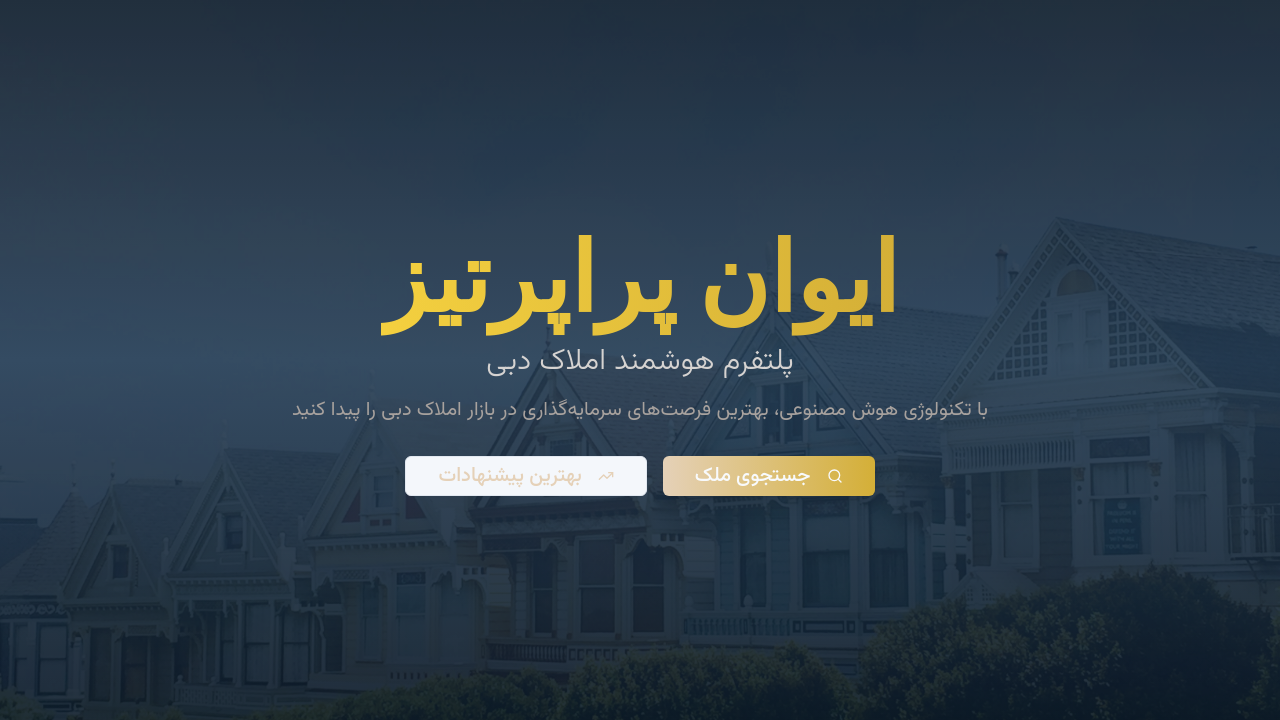 ایوان پراپرتیز
پلتفرم هوشمند املاک دبی
با تکنولوژی هوش مصنوعی، بهترین فرصت‌های سرمایه‌گذاری در بازار املاک دبی را پیدا کنید
جستجوی ملک
بهترین پیشنهادات